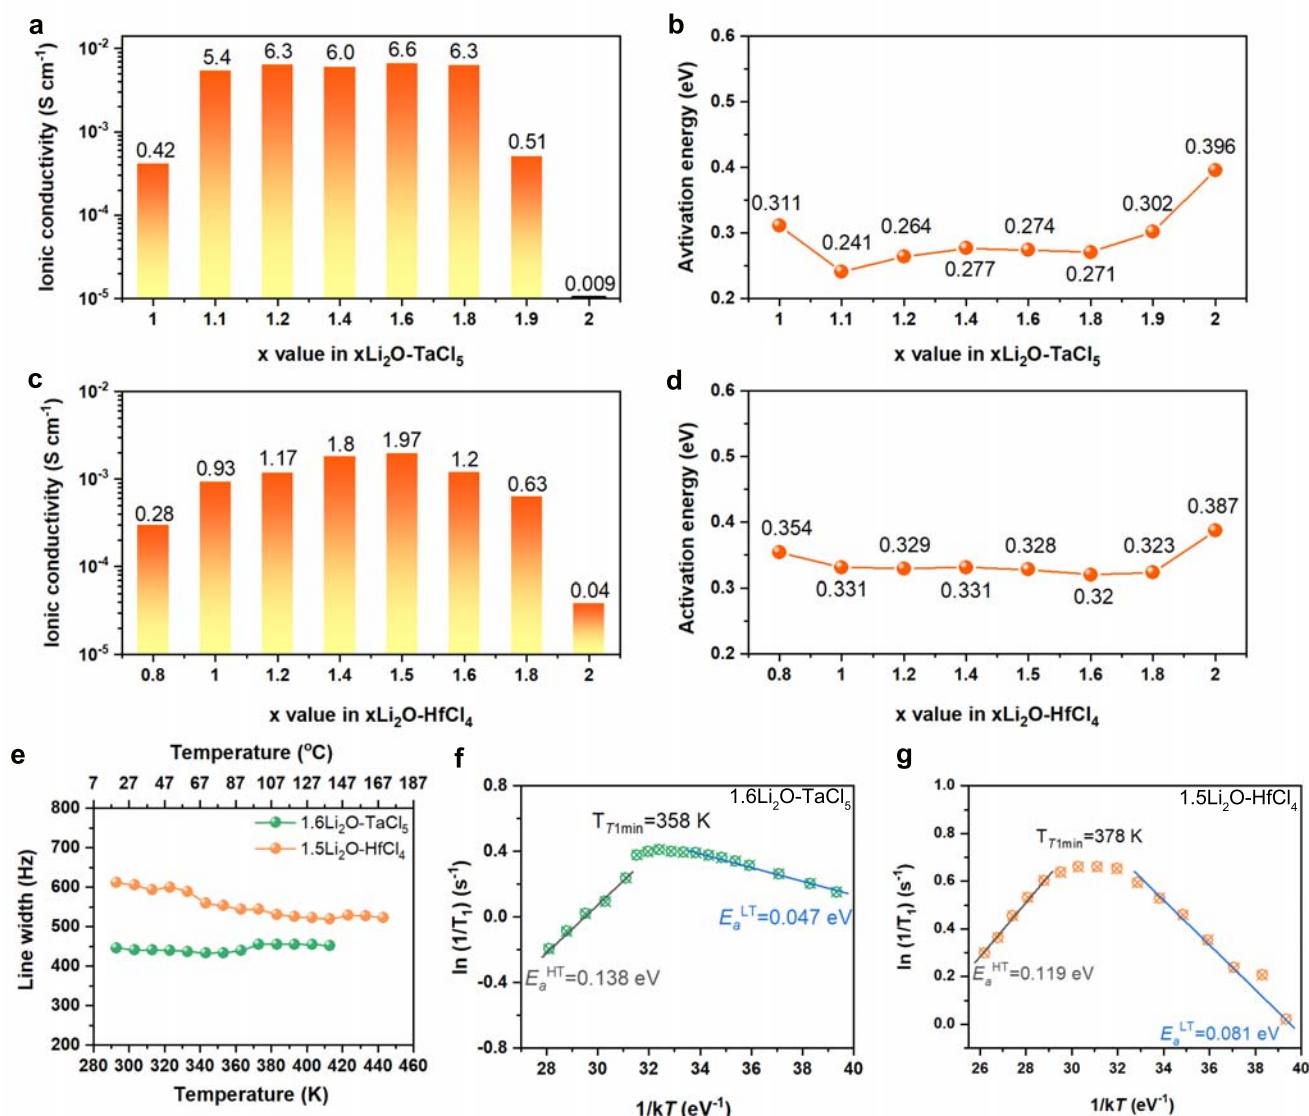 a
Ionic conductivity (S cm⁻¹)
10⁻²
10⁻³
10⁻⁴
10⁻⁵
0.42
5.4
6.3
6.0
6.6
6.3
0.51
0.009
1 1.1 1.2 1.4 1.6 1.8 1.9 2
x value in xLi₂O-TaCl₅
b
Avtivation energy (eV)
0.6
0.5
0.4
0.3
0.2
0.311
0.241
0.264
0.277
0.274
0.271
0.302
0.396
1 1.1 1.2 1.4 1.6 1.8 1.9 2
x value in xLi₂O-TaCl₅
c
Ionic conductivity (S cm⁻¹)
10⁻²
10⁻³
10⁻⁴
10⁻⁵
0.28
0.93
1.17
1.8
1.97
1.2
0.63
0.04
0.8 1 1.2 1.4 1.5 1.6 1.8 2
x value in xLi₂O-HfCl₄
d
Activation energy (eV)
0.6
0.5
0.4
0.3
0.2
0.354
0.331
0.329
0.331
0.328
0.32
0.323
0.387
0.8 1 1.2 1.4 1.5 1.6 1.8 2
x value in xLi₂O-HfCl₄
e
Temperature (°C)
7 27 47 67 87 107 127 147 167 187
Line width (Hz)
800
700
600
500
400
300
200
1.6Li₂O-TaCl₅
1.5Li₂O-HfCl₄
280 300 320 340 360 380 400 420 440 460
Temperature (K)
f
ln (1/T₁) (s⁻¹)
0.8
0.4
0.0
-0.4
-0.8
1.6Li₂O-TaCl₅
T_T1min=358 K
Eₐᴸᵀ=0.047 eV
Eₐᴴᵀ=0.138 eV
28 30 32 34 36 38 40
1/kT (eV⁻¹)
g
ln (1/T₁) (s⁻¹)
1.0
0.8
0.6
0.4
0.2
0.0
1.5Li₂O-HfCl₄
T_T1min=378 K
Eₐᴴᵀ=0.119 eV
Eₐᴸᵀ=0.081 eV
26 28 30 32 34 36 38 40
1/kT (eV⁻¹)